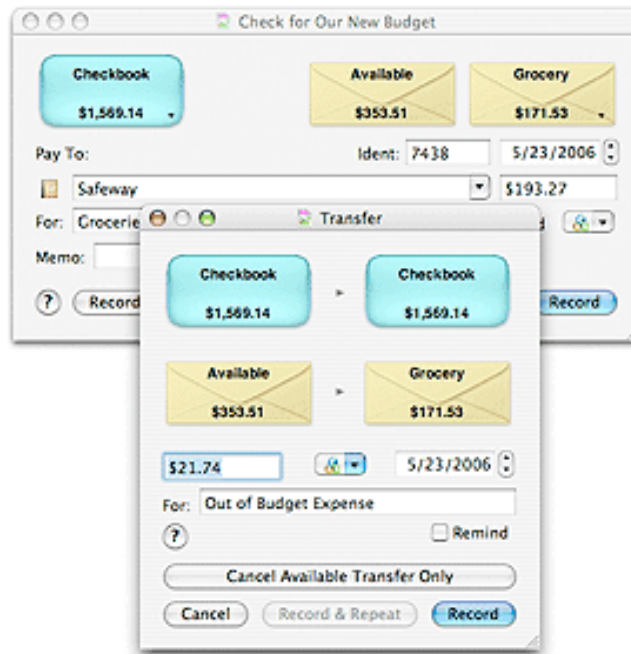 Check for Our New Budget
Checkbook Available Grocery
$1,569.14 $353.51 $171.53
Pay To: Ident: 7438 5/23/2006
Safeway $193.27
For:
Memo:
? Record Record
Transfer
Checkbook Checkbook
$1,569.14 $1,569.14
Available Grocery
$353.51 $171.53
$21.74 5/23/2006
For: Out of Budget Expense
? Remind
Cancel Available Transfer Only
Cancel Record & Repeat Record